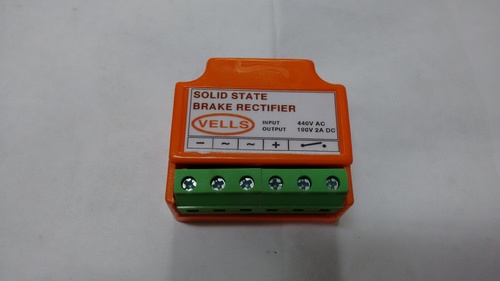 SOLID STATE
BRAKE RECTIFIER
VELLS
INPUT 440V AC
OUTPUT 190V 2A DC
− ~ ~ +